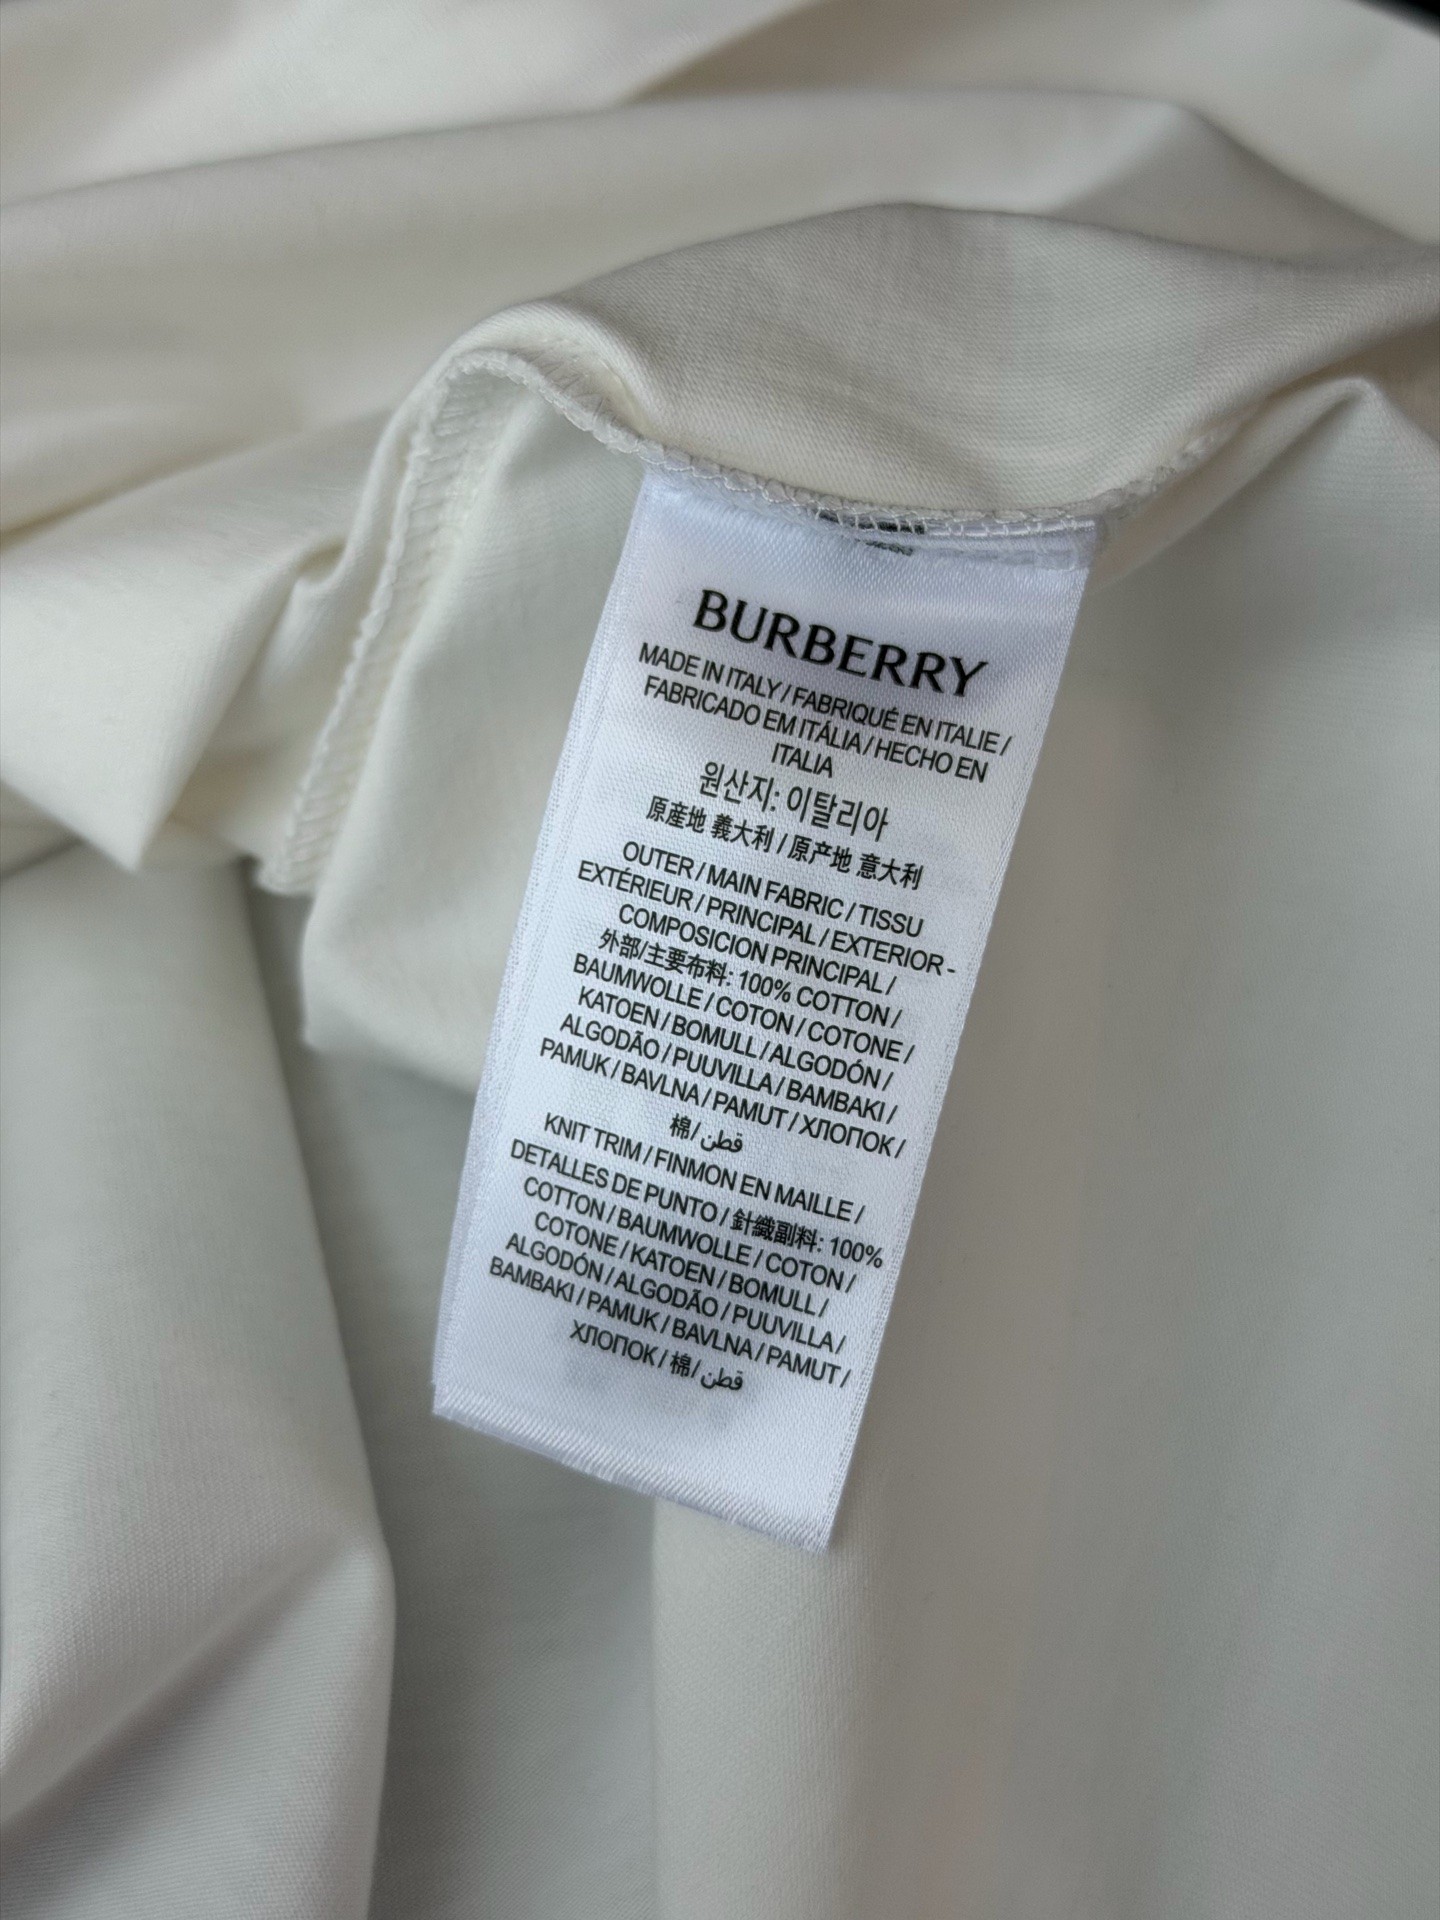 BURBERRY
MADE IN ITALY / FABRIQUÉ EN ITALIE /
FABRICADO EM ITÁLIA / HECHO EN
ITALIA
원산지: 이탈리아
原産地 義大利 / 原产地 意大利
OUTER / MAIN FABRIC / TISSU
EXTÉRIEUR / PRINCIPAL / EXTERIOR -
COMPOSICION PRINCIPAL /
外部/主要布料: 100% COTTON /
BAUMWOLLE / COTON / COTONE /
KATOEN / BOMULL / ALGODÓN /
ALGODÃO / PUUVILLA / BAMBAKI /
PAMUK / BAVLNA / PAMUT / ХЛОПОК /
棉/ قطن
KNIT TRIM / FINMON EN MAILLE /
DETALLES DE PUNTO / 針織副料: 100%
COTTON / BAUMWOLLE / COTON /
COTONE / KATOEN / BOMULL /
ALGODÓN / ALGODÃO / PUUVILLA /
BAMBAKI / PAMUK / BAVLNA / PAMUT /
ХЛОПОК / 棉/ قطن